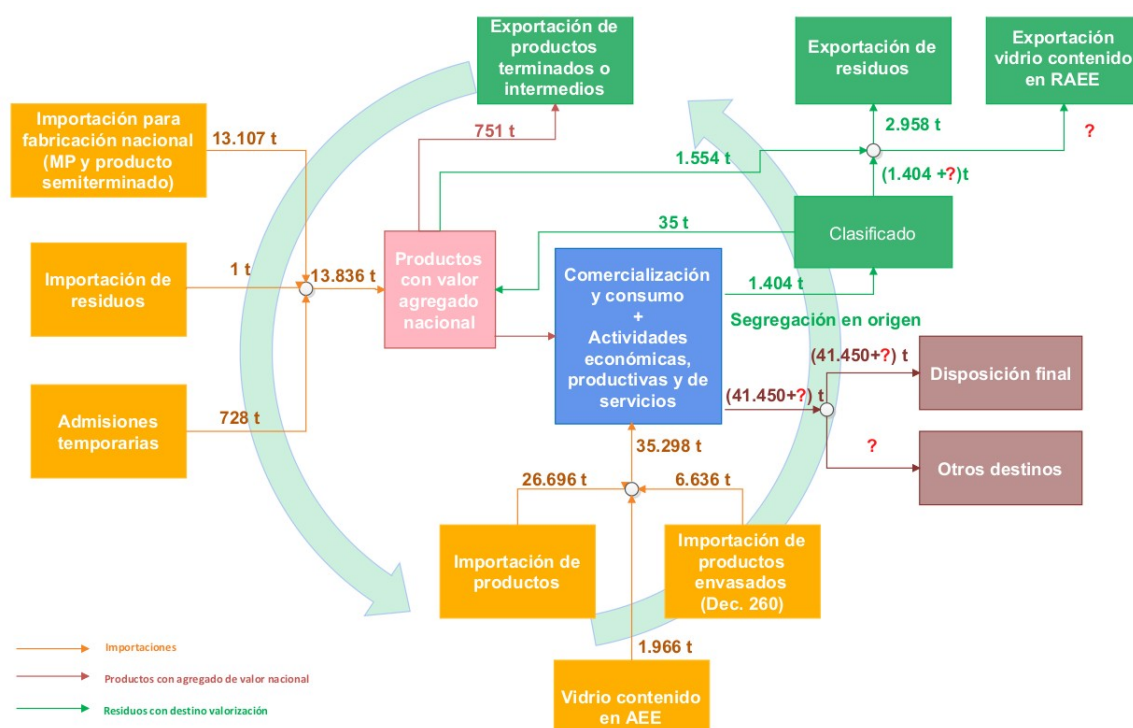 Exportación de
productos
terminados o
intermedios
Exportación de
residuos
Exportación
vidrio contenido
en RAEE
Importación para
fabricación nacional
(MP y producto
semiterminado)
13.107 t
751 t
2.958 t
?
1.554 t
(1.404 +?)t
35 t
Clasificado
Importación de
residuos
1 t
13.836 t
Productos
con valor
agregado
nacional
Comercialización
y consumo
+
Actividades
económicas,
productivas y de
servicios
1.404 t
Segregación en origen
(41.450+?) t
Disposición final
(41.450+?) t
Admisiones
temporarias
728 t
?
Otros destinos
35.298 t
26.696 t
6.636 t
Importación de
productos
Importación de
productos
envasados
(Dec. 260)
1.966 t
Vidrio contenido
en AEE
Importaciones
Productos con agregado de valor nacional
Residuos con destino valorización